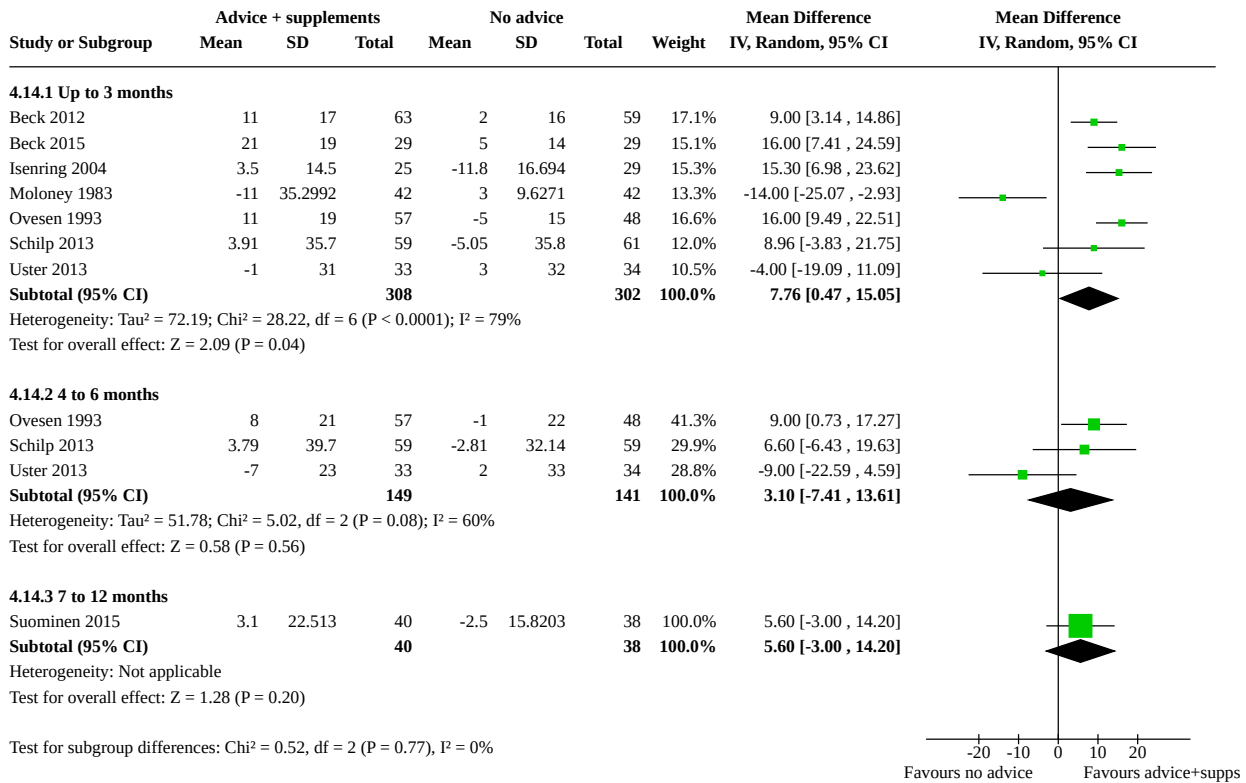 Advice + supplements No advice Mean Difference Mean Difference
Study or Subgroup Mean SD Total Mean SD Total Weight IV, Random, 95% CI IV, Random, 95% CI
4.14.1 Up to 3 months
Beck 2012 11 17 63 2 16 59 17.1% 9.00 [3.14 , 14.86]
Beck 2015 21 19 29 5 14 29 15.1% 16.00 [7.41 , 24.59]
Isenring 2004 3.5 14.5 25 -11.8 16.694 29 15.3% 15.30 [6.98 , 23.62]
Moloney 1983 -11 35.2992 42 3 9.6271 42 13.3% -14.00 [-25.07 , -2.93]
Ovesen 1993 11 19 57 -5 15 48 16.6% 16.00 [9.49 , 22.51]
Schilp 2013 3.91 35.7 59 -5.05 35.8 61 12.0% 8.96 [-3.83 , 21.75]
Uster 2013 -1 31 33 3 32 34 10.5% -4.00 [-19.09 , 11.09]
Subtotal (95% CI) 308 302 100.0% 7.76 [0.47 , 15.05]
Heterogeneity: Tau² = 72.19; Chi² = 28.22, df = 6 (P < 0.0001); I² = 79%
Test for overall effect: Z = 2.09 (P = 0.04)
4.14.2 4 to 6 months
Ovesen 1993 8 21 57 -1 22 48 41.3% 9.00 [0.73 , 17.27]
Schilp 2013 3.79 39.7 59 -2.81 32.14 59 29.9% 6.60 [-6.43 , 19.63]
Uster 2013 -7 23 33 2 33 34 28.8% -9.00 [-22.59 , 4.59]
Subtotal (95% CI) 149 141 100.0% 3.10 [-7.41 , 13.61]
Heterogeneity: Tau² = 51.78; Chi² = 5.02, df = 2 (P = 0.08); I² = 60%
Test for overall effect: Z = 0.58 (P = 0.56)
4.14.3 7 to 12 months
Suominen 2015 3.1 22.513 40 -2.5 15.8203 38 100.0% 5.60 [-3.00 , 14.20]
Subtotal (95% CI) 40 38 100.0% 5.60 [-3.00 , 14.20]
Heterogeneity: Not applicable
Test for overall effect: Z = 1.28 (P = 0.20)
Test for subgroup differences: Chi² = 0.52, df = 2 (P = 0.77), I² = 0%
-20 -10 0 10 20
Favours no advice Favours advice+supps